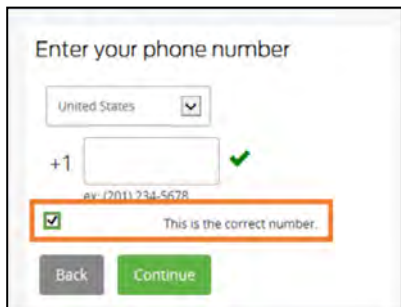 Enter your phone number
United States
+1
ex: (201) 234-5678
This is the correct number.
Back Continue